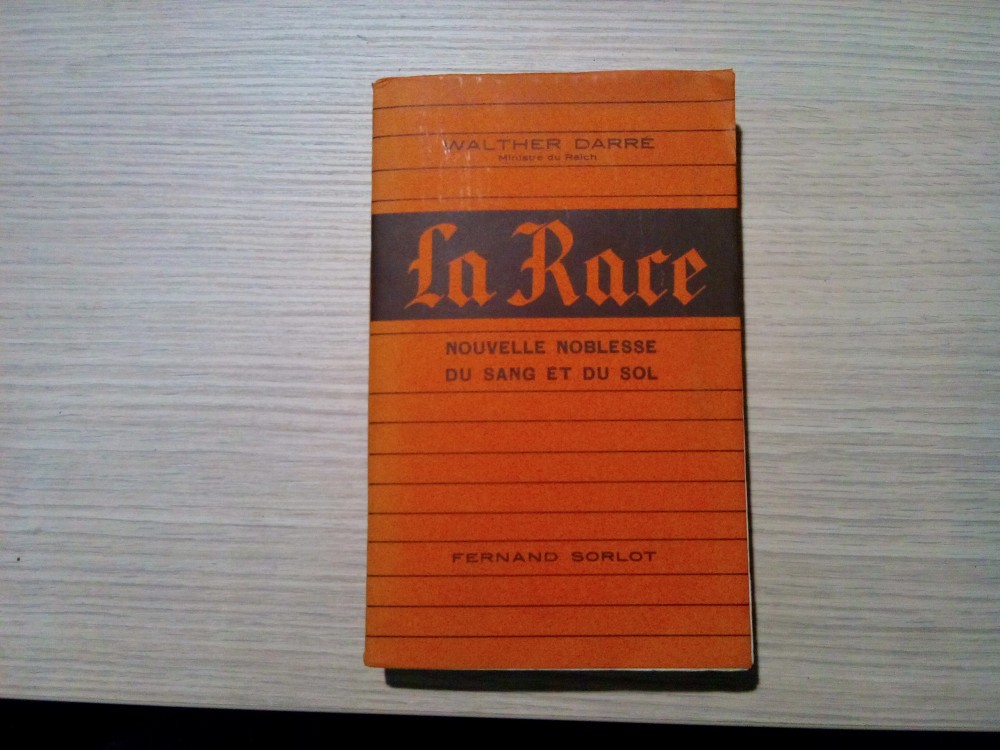 WALTHER DARRÉ
Ministre du Reich
La Race
NOUVELLE NOBLESSE
DU SANG ET DU SOL
FERNAND SORLOT